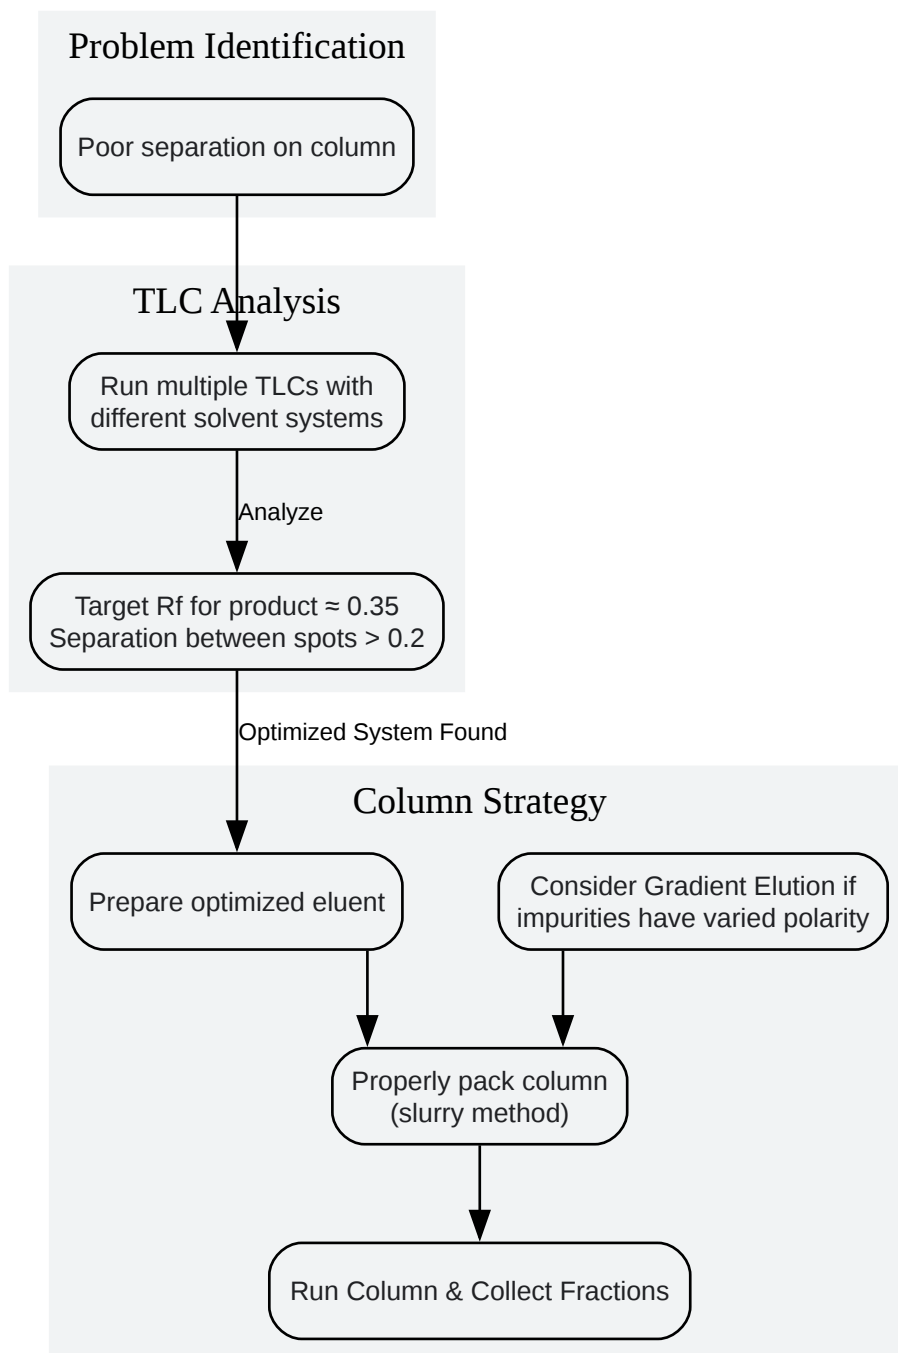 Problem Identification
Poor separation on column
TLC Analysis
Run multiple TLCs with
different solvent systems
Analyze
Target Rf for product ≈ 0.35
Separation between spots > 0.2
Optimized System Found
Column Strategy
Prepare optimized eluent
Consider Gradient Elution if
impurities have varied polarity
Properly pack column
(slurry method)
Run Column & Collect Fractions